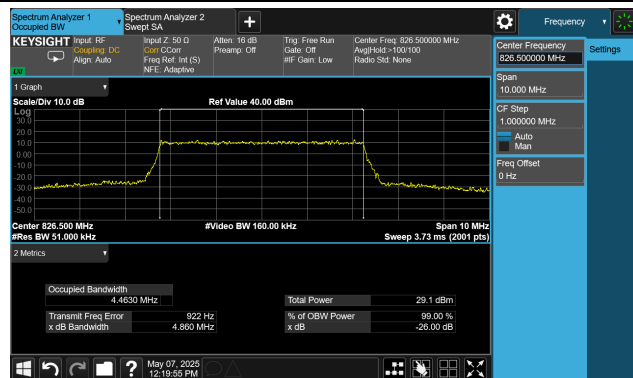 Spectrum Analyzer 1
Occupied BW
Spectrum Analyzer 2
Swept SA
+
Frequency
KEYSIGHT
Input: RF
Coupling: DC
Align: Auto
Input Z: 50 Ω
Corr CCorr
Freq Ref: Int (S)
NFE: Adaptive
Atten: 16 dB
Preamp: Off
Trig: Free Run
Gate: Off
#IF Gain: Low
Center Freq: 826.500000 MHz
Avg|Hold:>100/100
Radio Std: None
LXI
Center Frequency
826.500000 MHz
Settings
Span
10.000 MHz
CF Step
1.000000 MHz
Auto
Man
Freq Offset
0 Hz
1 Graph
Scale/Div 10.0 dB
Ref Value 40.00 dBm
Log
30.0
20.0
10.0
0.00
-10.0
-20.0
-30.0
-40.0
-50.0
Center 826.500 MHz
#Video BW 160.00 kHz
Span 10 MHz
#Res BW 51.000 kHz
Sweep 3.73 ms (2001 pts)
2 Metrics
Occupied Bandwidth
4.4630 MHz
Total Power 29.1 dBm
Transmit Freq Error 922 Hz
% of OBW Power 99.00 %
x dB Bandwidth 4.860 MHz
x dB -26.00 dB
?
May 07, 2025
12:19:55 PM